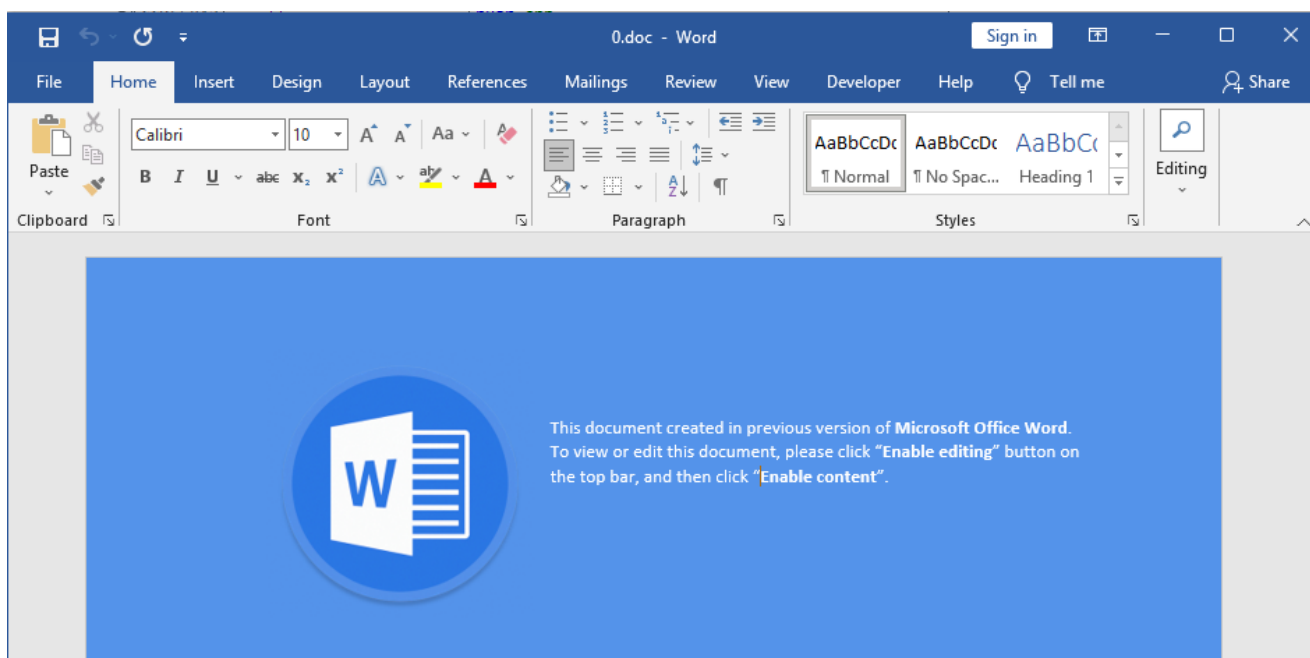 0.doc - Word
Sign in
File Home Insert Design Layout References Mailings Review View Developer Help Tell me Share
Paste
Calibri 10 Aa
B I U abc X₂ X² aby A
AaBbCcDc AaBbCcDc AaBbC
¶ Normal ¶ No Spac... Heading 1
Editing
Clipboard Font Paragraph Styles
W
This document created in previous version of Microsoft Office Word.
To view or edit this document, please click “Enable editing” button on
the top bar, and then click “Enable content”.